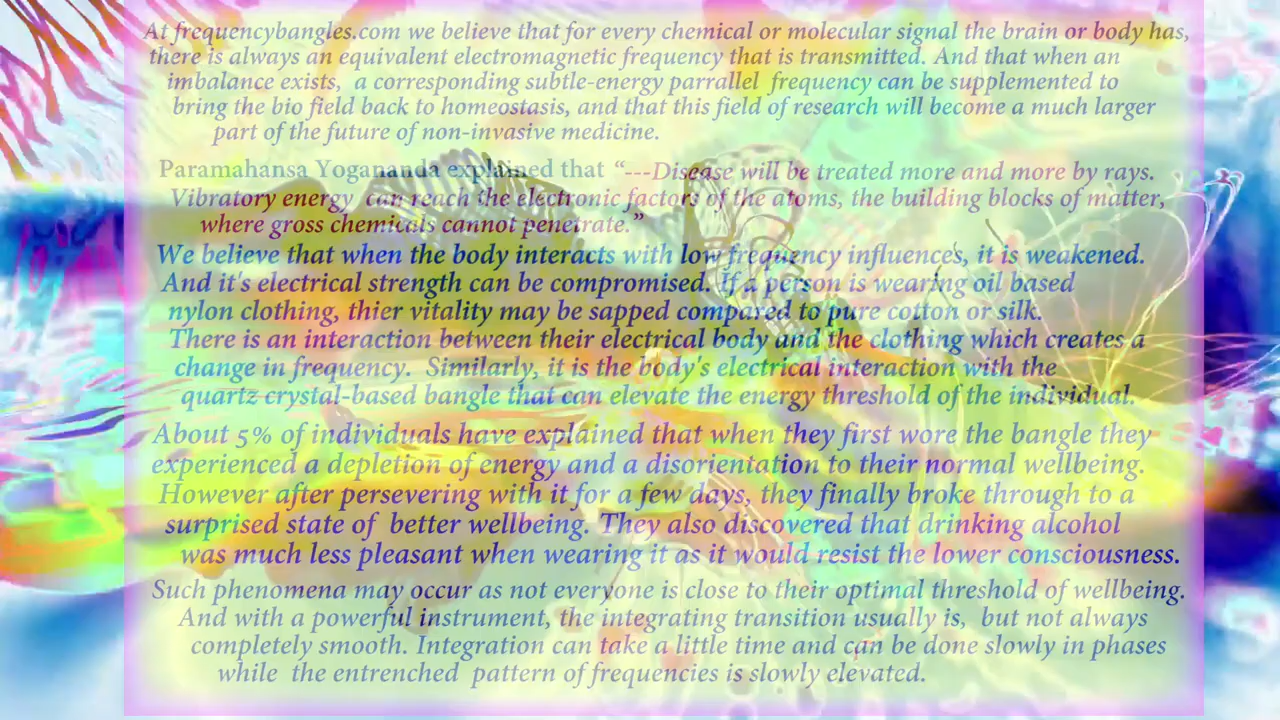 At frequencybangles.com we believe that for every chemical or molecular signal the brain or body has,
there is always an equivalent electromagnetic frequency that is transmitted. And that when an
imbalance exists, a corresponding subtle-energy parrallel frequency can be supplemented to
bring the bio field back to homeostasis, and that this field of research will become a much larger
part of the future of non-invasive medicine.
Paramahansa Yogananda explained that “---Disease will be treated more and more by rays.
Vibratory energy can reach the electronic factors of the atoms, the building blocks of matter,
where gross chemicals cannot penetrate.”
We believe that when the body interacts with low frequency influences, it is weakened.
And it's electrical strength can be compromised. If a person is wearing oil based
nylon clothing, thier vitality may be sapped compared to pure cotton or silk.
There is an interaction between their electrical body and the clothing which creates a
change in frequency. Similarly, it is the body's electrical interaction with the
quartz crystal-based bangle that can elevate the energy threshold of the individual.
About 5% of individuals have explained that when they first wore the bangle they
experienced a depletion of energy and a disorientation to their normal wellbeing.
However after persevering with it for a few days, they finally broke through to a
surprised state of better wellbeing. They also discovered that drinking alcohol
was much less pleasant when wearing it as it would resist the lower consciousness.
Such phenomena may occur as not everyone is close to their optimal threshold of wellbeing.
And with a powerful instrument, the integrating transition usually is, but not always
completely smooth. Integration can take a little time and can be done slowly in phases
while the entrenched pattern of frequencies is slowly elevated.